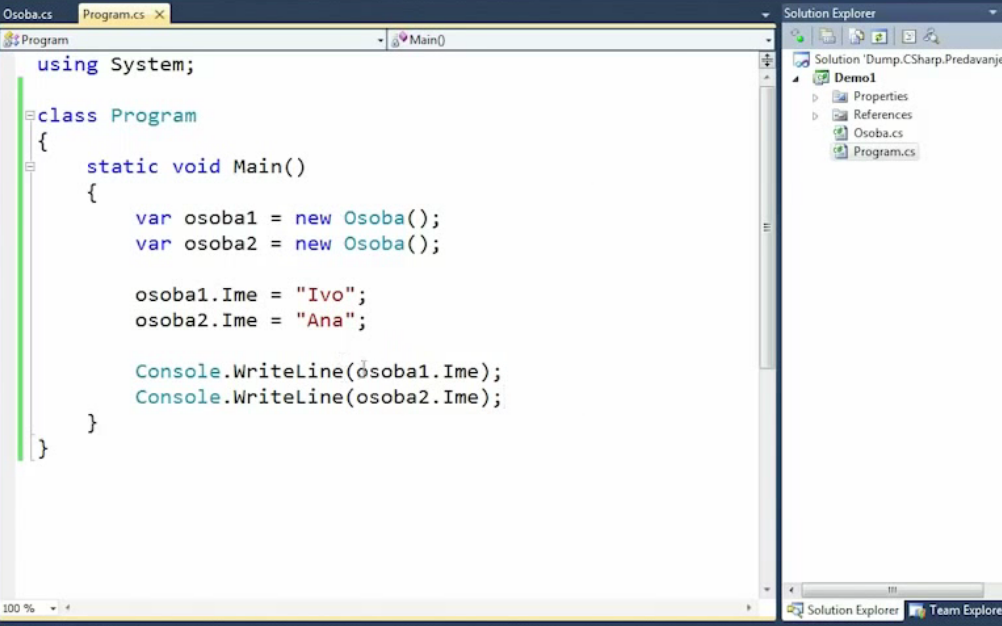 Osoba.cs Program.cs
Program Main()
using System;
class Program
{
static void Main()
{
var osoba1 = new Osoba();
var osoba2 = new Osoba();
osoba1.Ime = "Ivo";
osoba2.Ime = "Ana";
Console.WriteLine(osoba1.Ime);
Console.WriteLine(osoba2.Ime);
}
}
100 %
Solution Explorer
Solution 'Dump.CSharp.Predavanje
Demo1
Properties
References
Osoba.cs
Program.cs
Solution Explorer Team Explore